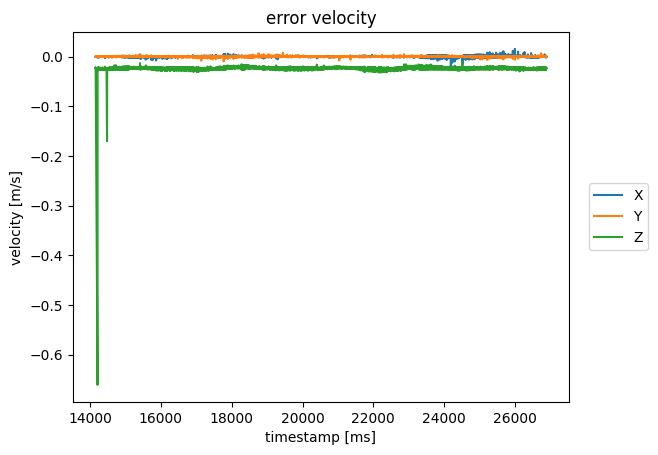 error velocity
0.0
−0.1
−0.2
−0.3
−0.4
−0.5
−0.6
velocity [m/s]
14000 16000 18000 20000 22000 24000 26000
timestamp [ms]
X
Y
Z